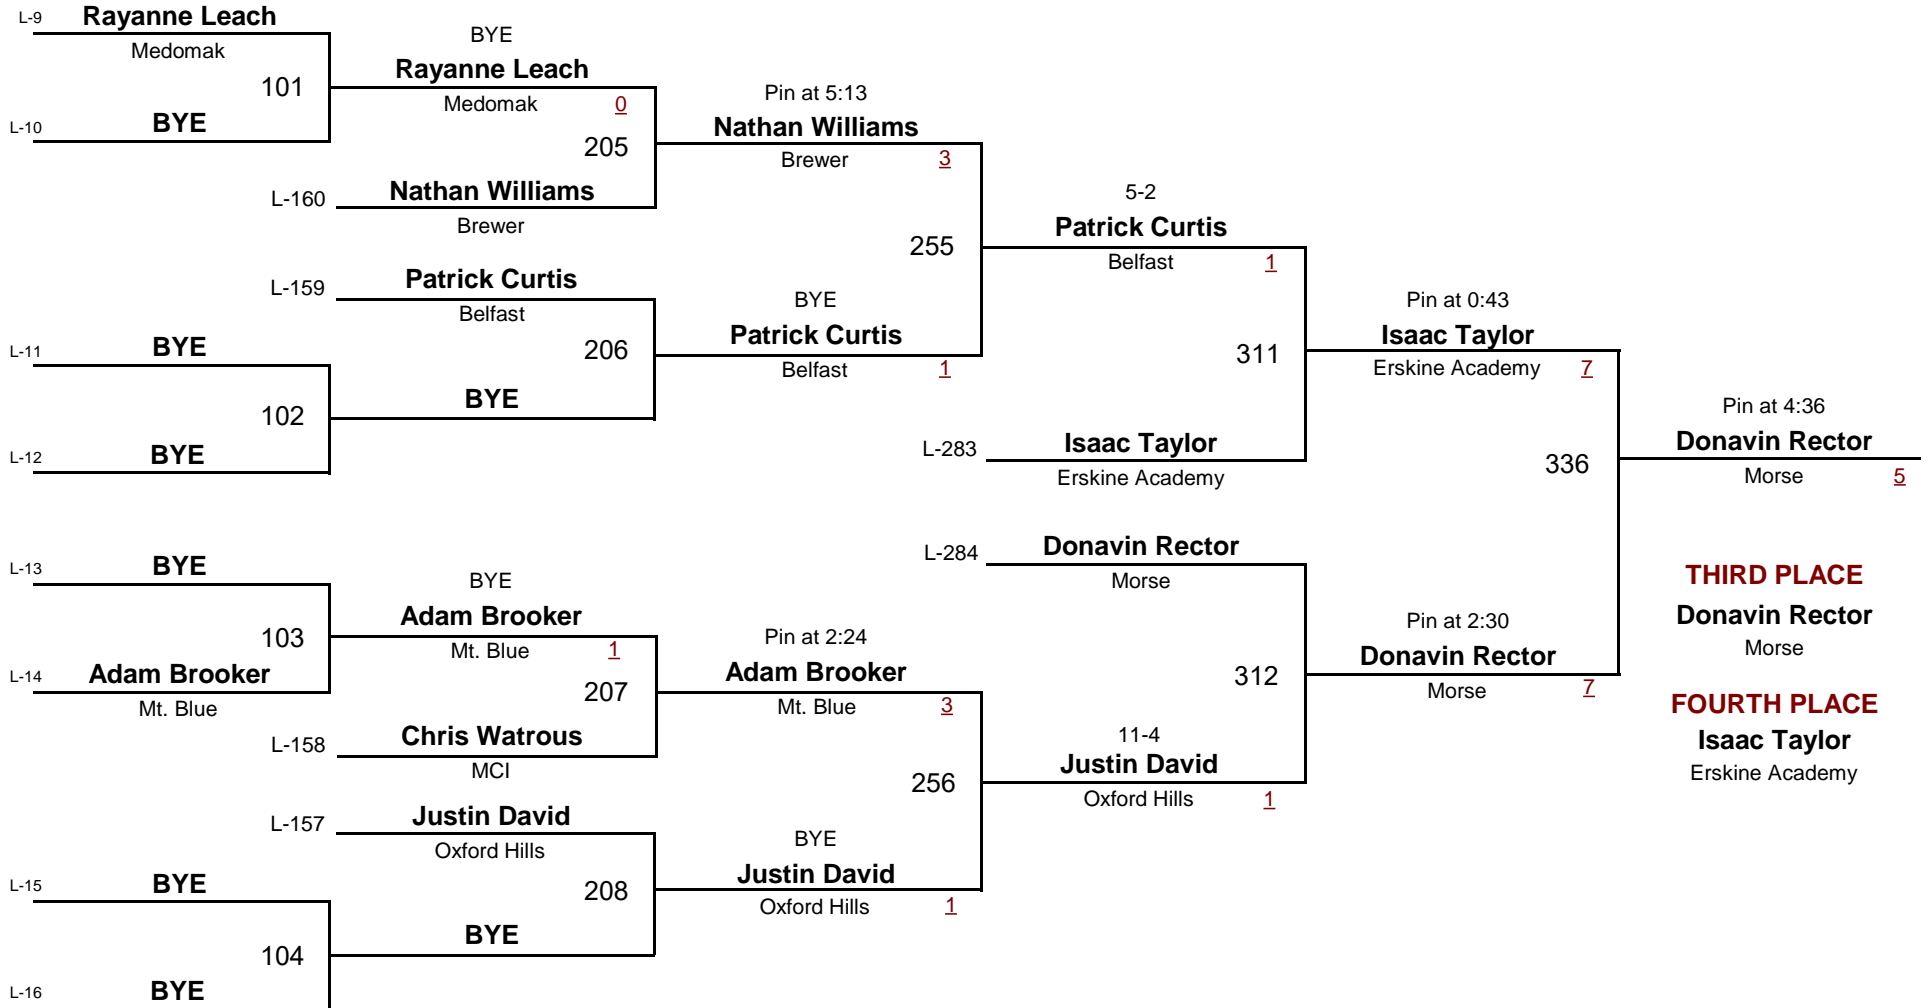 L-9 Rayanne Leach
Medomak
101
L-10 BYE
BYE
Rayanne Leach
Medomak 0
205
L-160 Nathan Williams
Brewer
Pin at 5:13
Nathan Williams
Brewer 3
255
L-159 Patrick Curtis
Belfast
206
L-11 BYE
102
BYE
L-12 BYE
BYE
Patrick Curtis
Belfast 1
5-2
Patrick Curtis
Belfast 1
311
L-283 Isaac Taylor
Erskine Academy
Pin at 0:43
Isaac Taylor
Erskine Academy 7
336
Pin at 4:36
Donavin Rector
Morse 5
L-13 BYE
103
L-14 Adam Brooker
Mt. Blue
BYE
Adam Brooker
Mt. Blue 1
207
L-158 Chris Watrous
MCI
Pin at 2:24
Adam Brooker
Mt. Blue 3
256
L-157 Justin David
Oxford Hills
208
L-15 BYE
104
BYE
L-16 BYE
BYE
Justin David
Oxford Hills 1
L-284 Donavin Rector
Morse
312
11-4
Justin David
Oxford Hills 1
Pin at 2:30
Donavin Rector
Morse 7
THIRD PLACE
Donavin Rector
Morse
FOURTH PLACE
Isaac Taylor
Erskine Academy